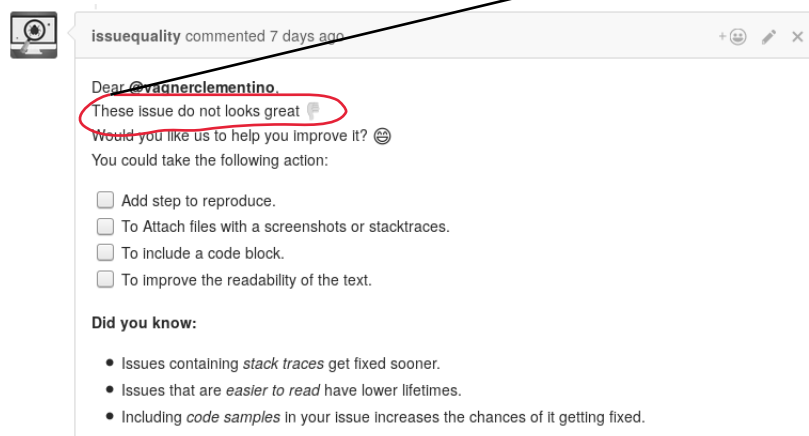 issuequality commented 7 days ago
Dear @vagnerclementino,
These issue do not looks great
Would you like us to help you improve it?
You could take the following action:
Add step to reproduce.
To Attach files with a screenshots or stacktraces.
To include a code block.
To improve the readability of the text.
Did you know:
Issues containing stack traces get fixed sooner.
Issues that are easier to read have lower lifetimes.
Including code samples in your issue increases the chances of it getting fixed.